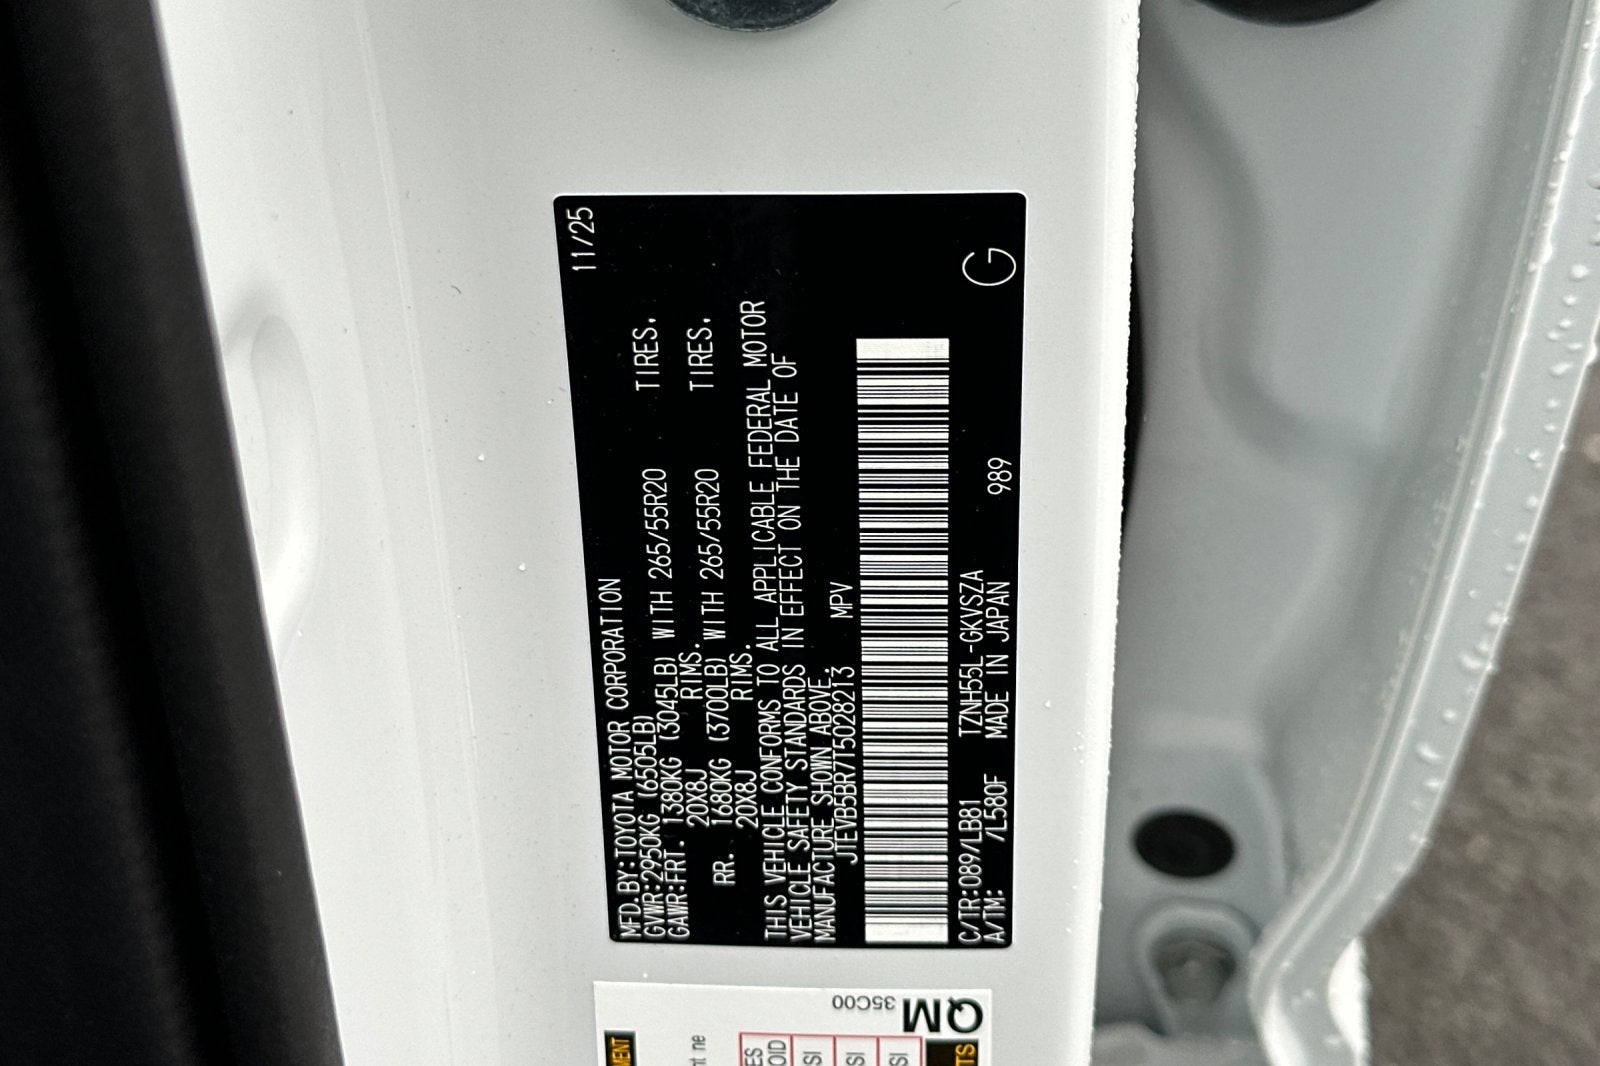 11/25
MFD.BY:TOYOTA MOTOR CORPORATION
GVWR:2950KG (6505LB)
GAWR:FRT. 1380KG (3045LB) WITH 265/55R20 TIRES,
20X8J RIMS.
RR. 1680KG (3700LB) WITH 265/55R20 TIRES,
20X8J RIMS.
THIS VEHICLE CONFORMS TO ALL APPLICABLE FEDERAL MOTOR
VEHICLE SAFETY STANDARDS IN EFFECT ON THE DATE OF
MANUFACTURE SHOWN ABOVE.
JTEVB5BR7T5028213 MPV
C/TR:089/LB81 TZNH55L-GKVSZA
A/TM: /L580F MADE IN JAPAN 989
G
QM
35C00